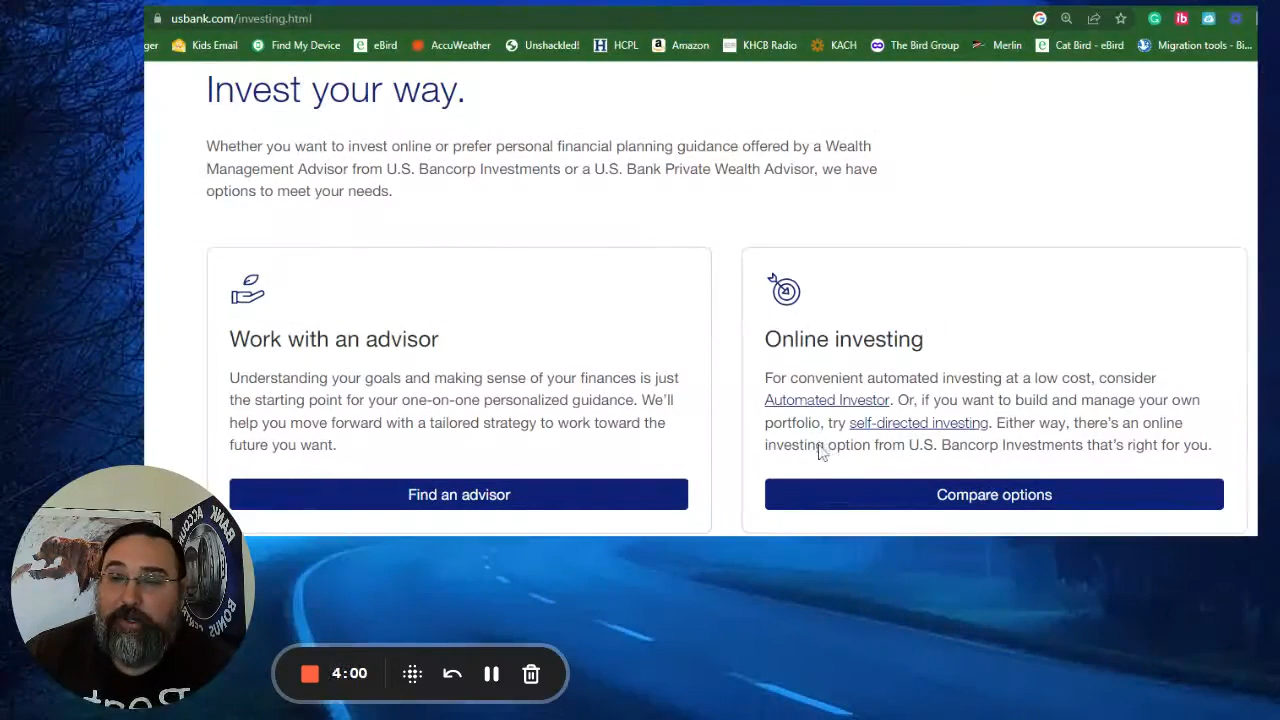 usbank.com/investing.html
ger Kids Email Find My Device eBird AccuWeather Unshackled! HCPL Amazon KHCB Radio KACH The Bird Group Merlin Cat Bird - eBird Migration tools - Bi...
Invest your way.
Whether you want to invest online or prefer personal financial planning guidance offered by a Wealth
Management Advisor from U.S. Bancorp Investments or a U.S. Bank Private Wealth Advisor, we have
options to meet your needs.
Work with an advisor
Understanding your goals and making sense of your finances is just
the starting point for your one-on-one personalized guidance. We'll
help you move forward with a tailored strategy to work toward the
future you want.
Find an advisor
Online investing
For convenient automated investing at a low cost, consider
Automated Investor. Or, if you want to build and manage your own
portfolio, try self-directed investing. Either way, there's an online
investing option from U.S. Bancorp Investments that's right for you.
Compare options
BANK ACCOUNT
BONUS CENTR
4:00